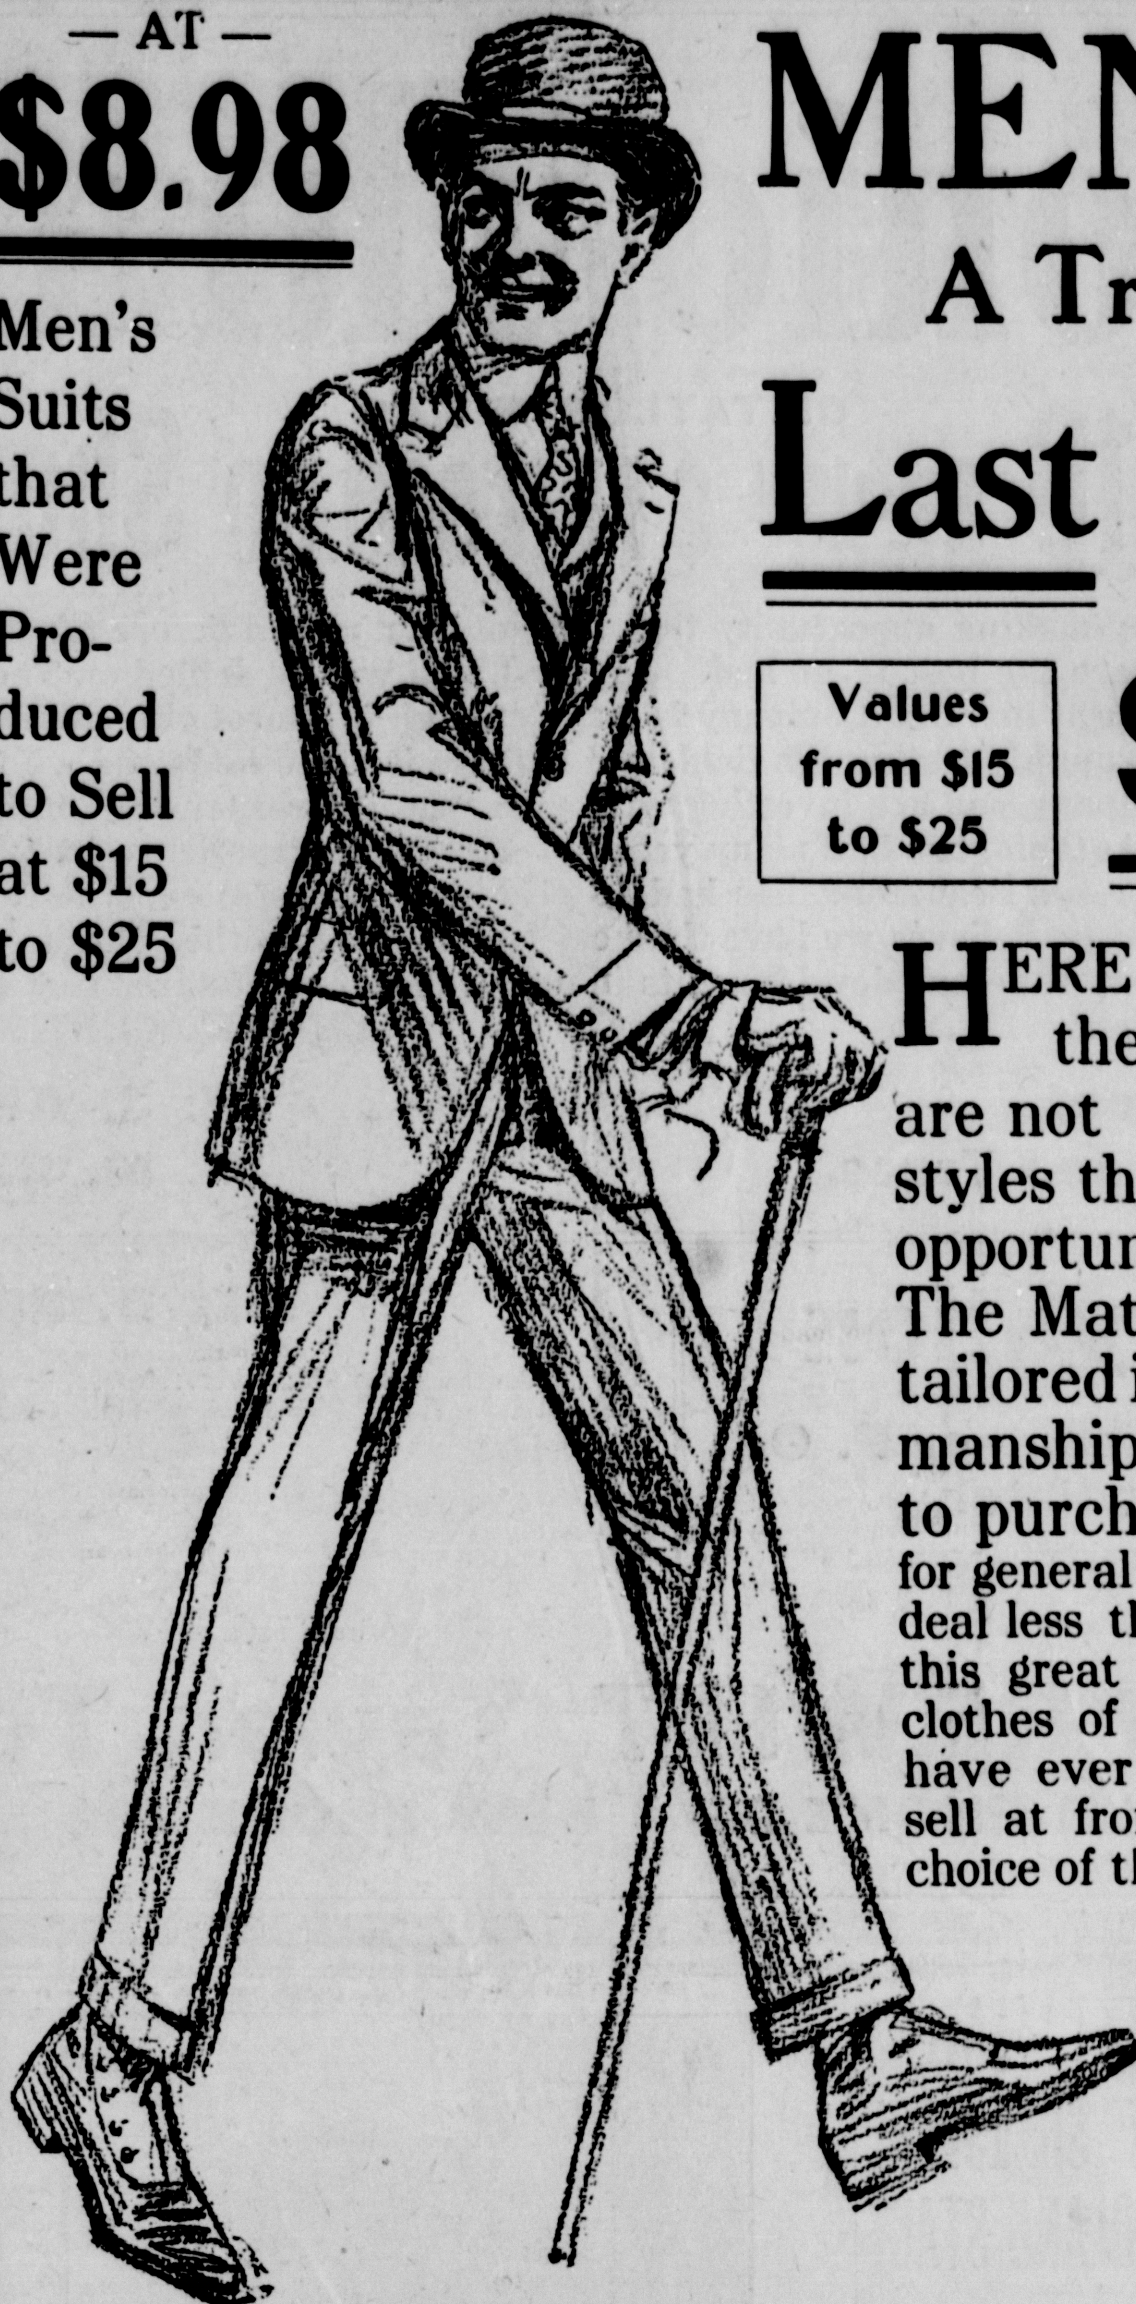 — AT —
$8.98
Men's
Suits
that
Were
Pro-
duced
to Sell
at $15
to $25
MEN
A Tr
Last
Values
from $15
to $25
HERE
the
are not
styles th
opportun
The Mat
tailored i
manship
to purch
for general
deal less th
this great
clothes of
have ever
sell at fro
choice of th